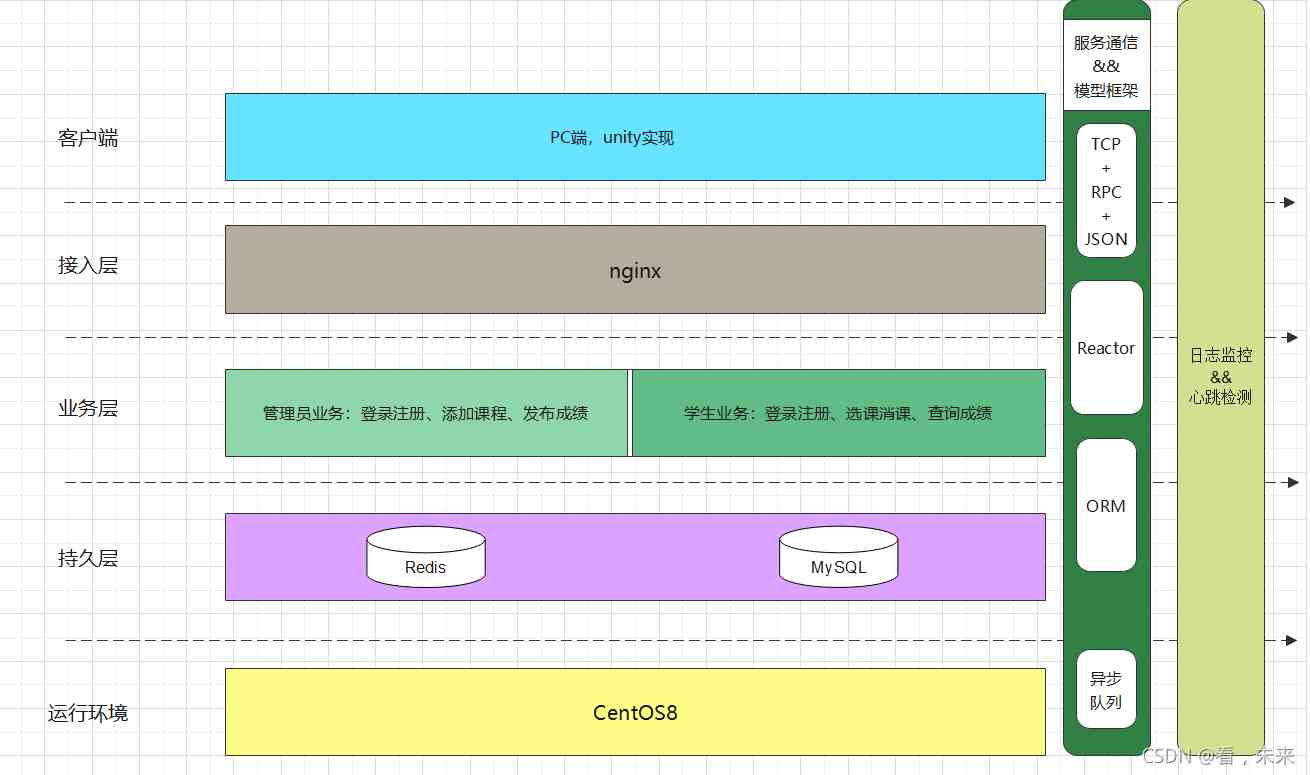 客户端
PC端，unity实现
接入层
nginx
业务层
管理员业务：登录注册、添加课程、发布成绩
学生业务：登录注册、选课消课、查询成绩
持久层
Redis
MySQL
运行环境
CentOS8
服务通信
&&
模型框架
TCP
+
RPC
+
JSON
Reactor
ORM
异步
队列
日志监控
&&
心跳检测
CSDN @看，未来